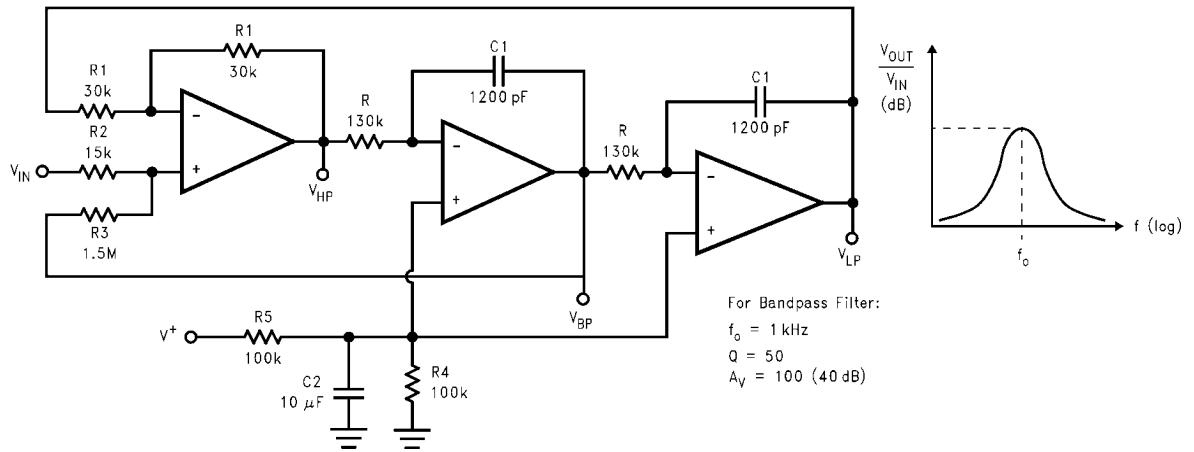 R1
30k
R1
30k
R2
15k
V_IN
R3
1.5M
-
+
V_HP
R
130k
C1
1200 pF
-
+
V_BP
R
130k
C1
1200 pF
-
+
V_LP
V+
R5
100k
C2
10 μF
R4
100k
V_OUT
V_IN
(dB)
f (log)
f_o
For Bandpass Filter:
f_o = 1 kHz
Q = 50
A_V = 100 (40 dB)